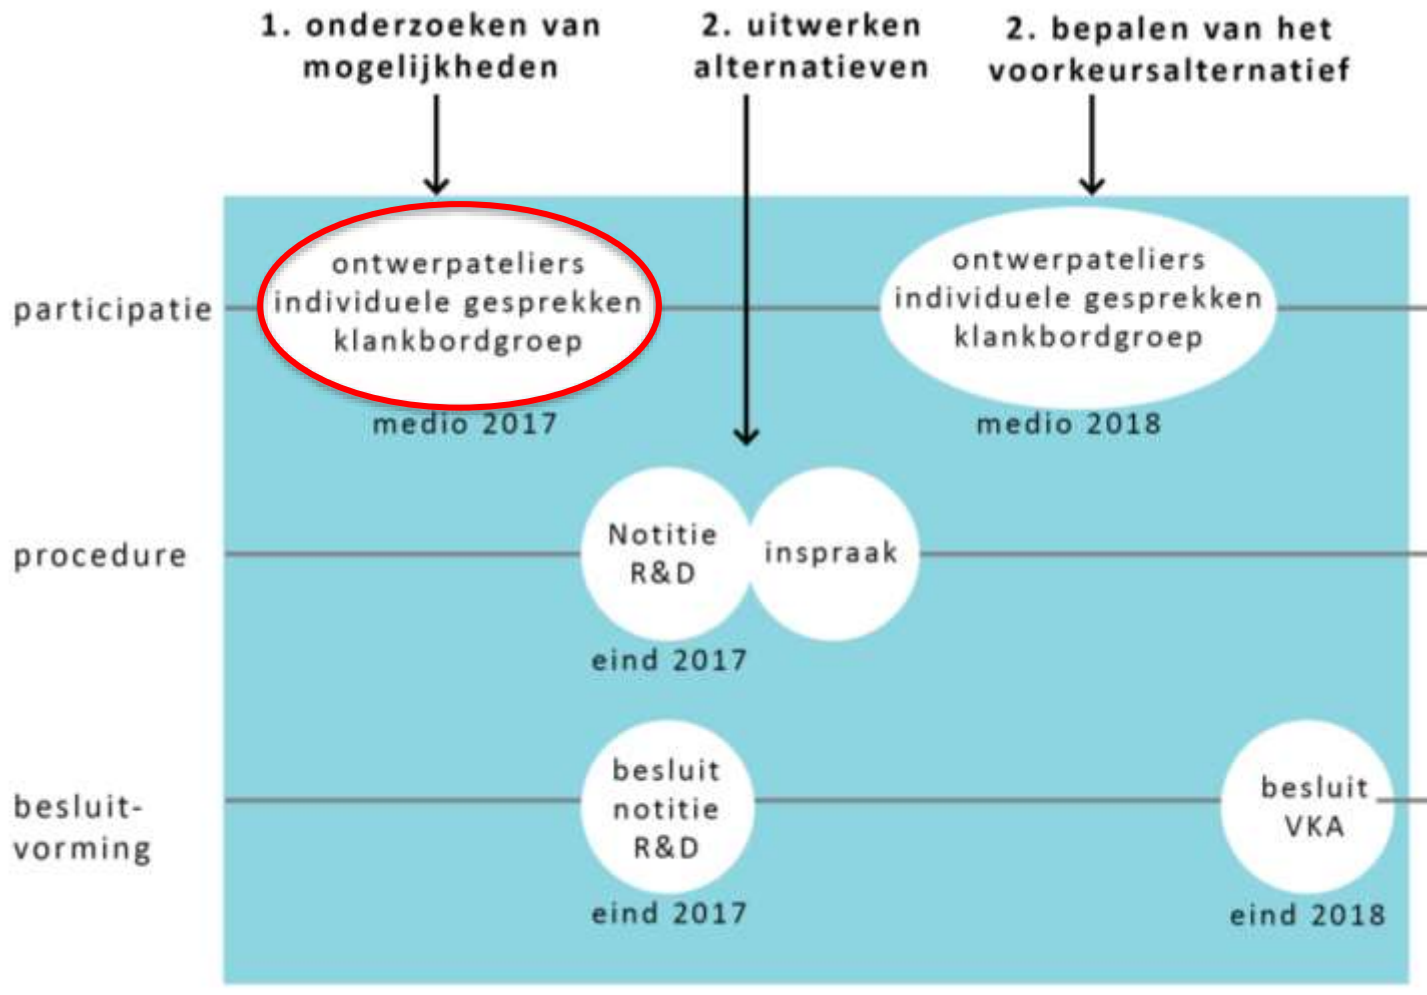 1. onderzoeken van
mogelijkheden
2. uitwerken
alternatieven
2. bepalen van het
voorkeursalternatief
participatie
ontwerpateliers
individuele gesprekken
klankbordgroep
medio 2017
ontwerpateliers
individuele gesprekken
klankbordgroep
medio 2018
procedure
Notitie
R&D
inspraak
eind 2017
besluit-
vorming
besluit
notitie
R&D
eind 2017
besluit
VKA
eind 2018